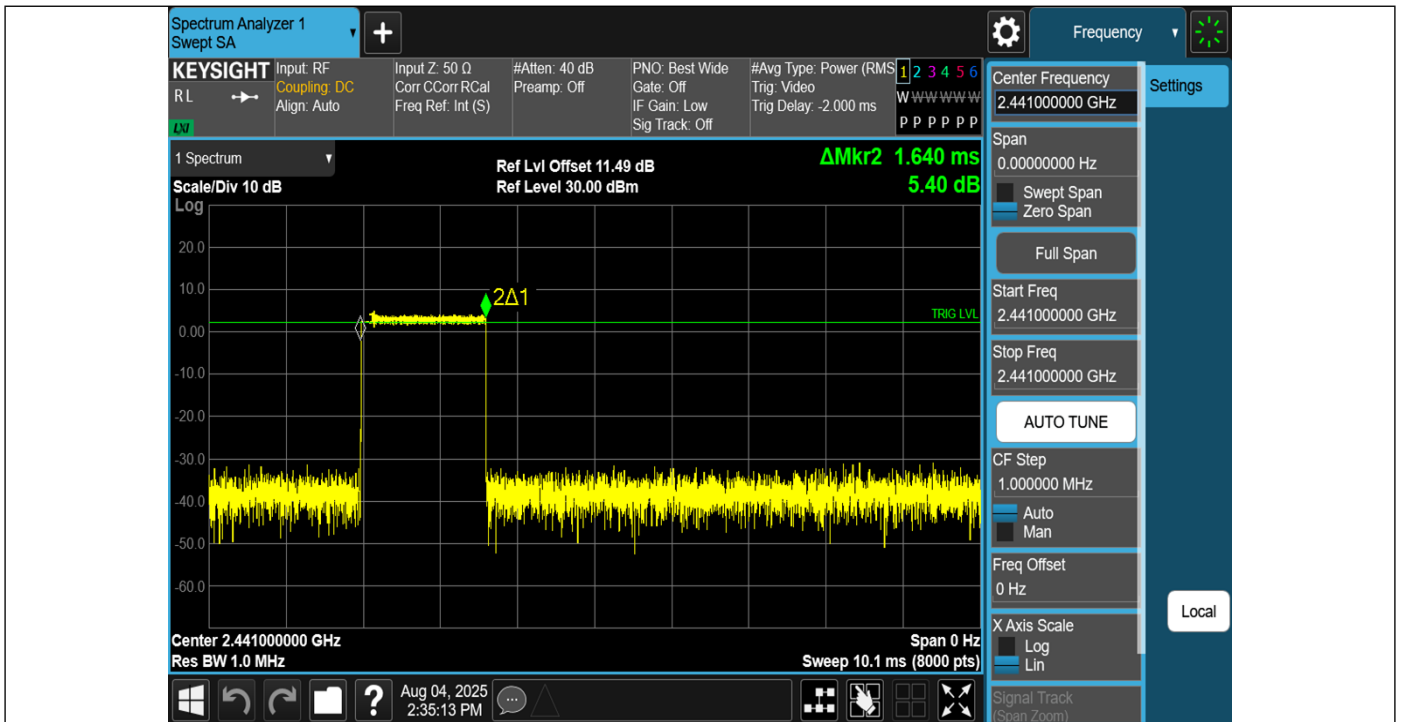 Spectrum Analyzer 1
Swept SA
Frequency
KEYSIGHT
RL
LXI
Input: RF
Coupling: DC
Align: Auto
Input Z: 50 Ω
Corr CCorr RCal
Freq Ref: Int (S)
#Atten: 40 dB
Preamp: Off
PNO: Best Wide
Gate: Off
IF Gain: Low
Sig Track: Off
#Avg Type: Power (RMS
Trig: Video
Trig Delay: -2.000 ms
1 2 3 4 5 6
W W W W W W
P P P P P P
1 Spectrum
Scale/Div 10 dB
Log
Ref Lvl Offset 11.49 dB
Ref Level 30.00 dBm
ΔMkr2 1.640 ms
5.40 dB
20.0
10.0
0.00
-10.0
-20.0
-30.0
-40.0
-50.0
-60.0
2Δ1
TRIG LVL
Center 2.441000000 GHz
Res BW 1.0 MHz
Span 0 Hz
Sweep 10.1 ms (8000 pts)
?
Aug 04, 2025
2:35:13 PM
Center Frequency
2.441000000 GHz
Span
0.00000000 Hz
Swept Span
Zero Span
Full Span
Start Freq
2.441000000 GHz
Stop Freq
2.441000000 GHz
AUTO TUNE
CF Step
1.000000 MHz
Auto
Man
Freq Offset
0 Hz
X Axis Scale
Log
Lin
Signal Track
(Span Zoom)
Settings
Local